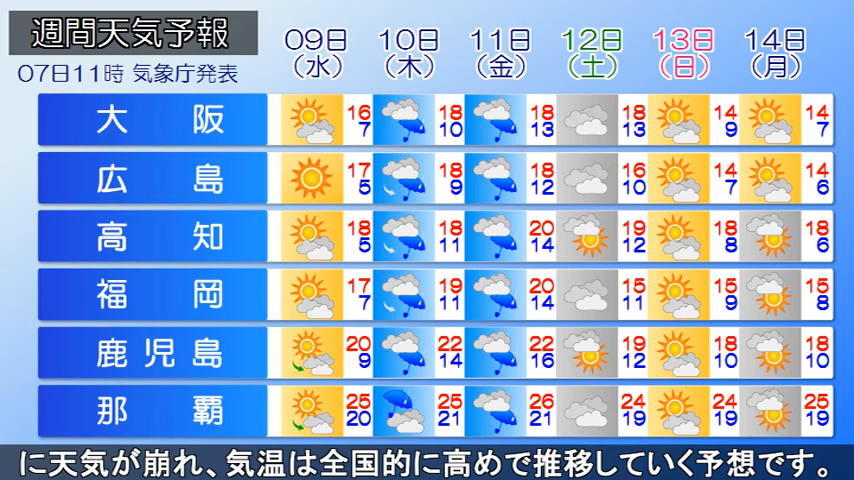 週間天気予報
07日11時 気象庁発表
09日 10日 11日 12日 13日 14日
(水) (木) (金) (土) (日) (月)
大阪 16 7 18 10 18 13 18 13 14 9 14 7
広島 17 5 18 9 18 12 16 10 14 7 14 6
高知 18 5 18 11 20 14 19 12 18 8 18 6
福岡 17 7 19 11 20 14 15 11 15 9 15 8
鹿児島 20 9 22 14 22 16 19 12 18 10 18 10
那覇 25 20 25 21 26 21 24 19 24 19 25 19
に天気が崩れ、気温は全国的に高めで推移していく予想です。